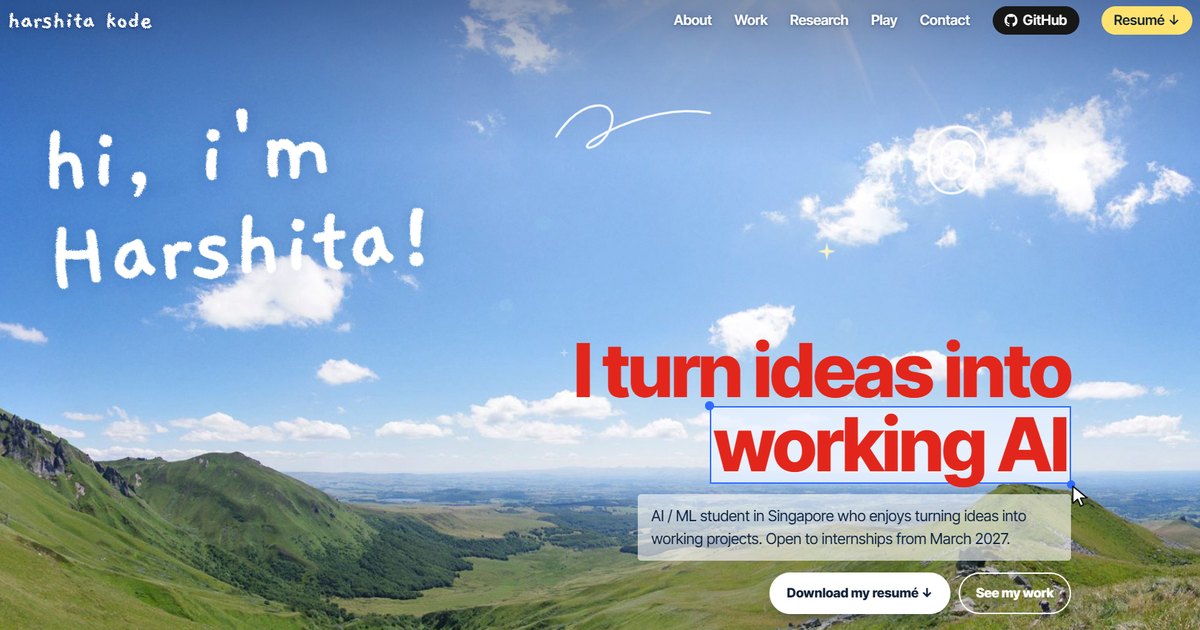 harshita kode
About Work Research Play Contact GitHub Resumé ↓
hi, i'm
Harshita!
I turn ideas into
working AI
AI / ML student in Singapore who enjoys turning ideas into
working projects. Open to internships from March 2027.
Download my resumé ↓ See my work